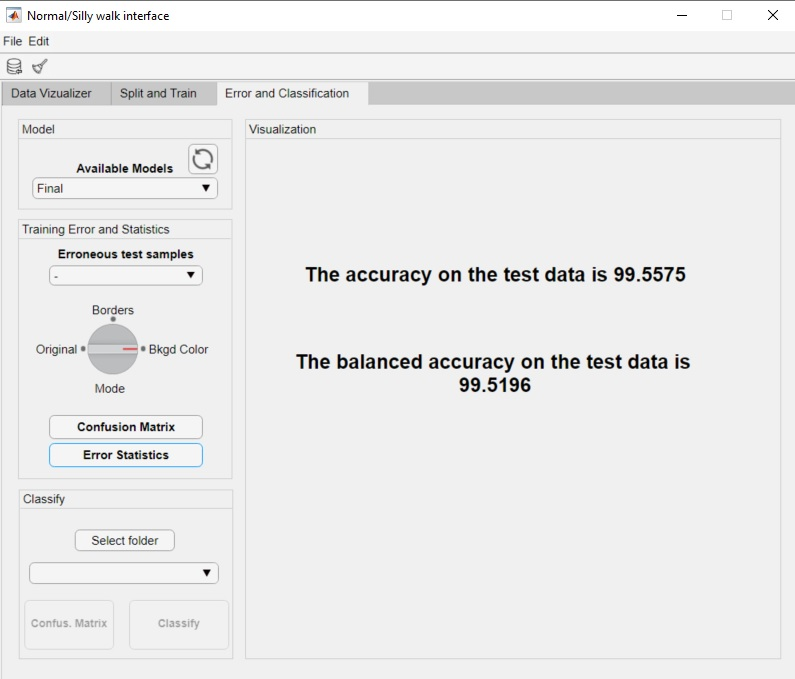 Normal/Silly walk interface
File Edit
Data Vizualizer
Split and Train
Error and Classification
Model
Available Models
Final
Training Error and Statistics
Erroneous test samples
-
Borders
Original
Bkgd Color
Mode
Confusion Matrix
Error Statistics
Classify
Select folder
Confus. Matrix
Classify
Visualization
The accuracy on the test data is 99.5575
The balanced accuracy on the test data is
99.5196